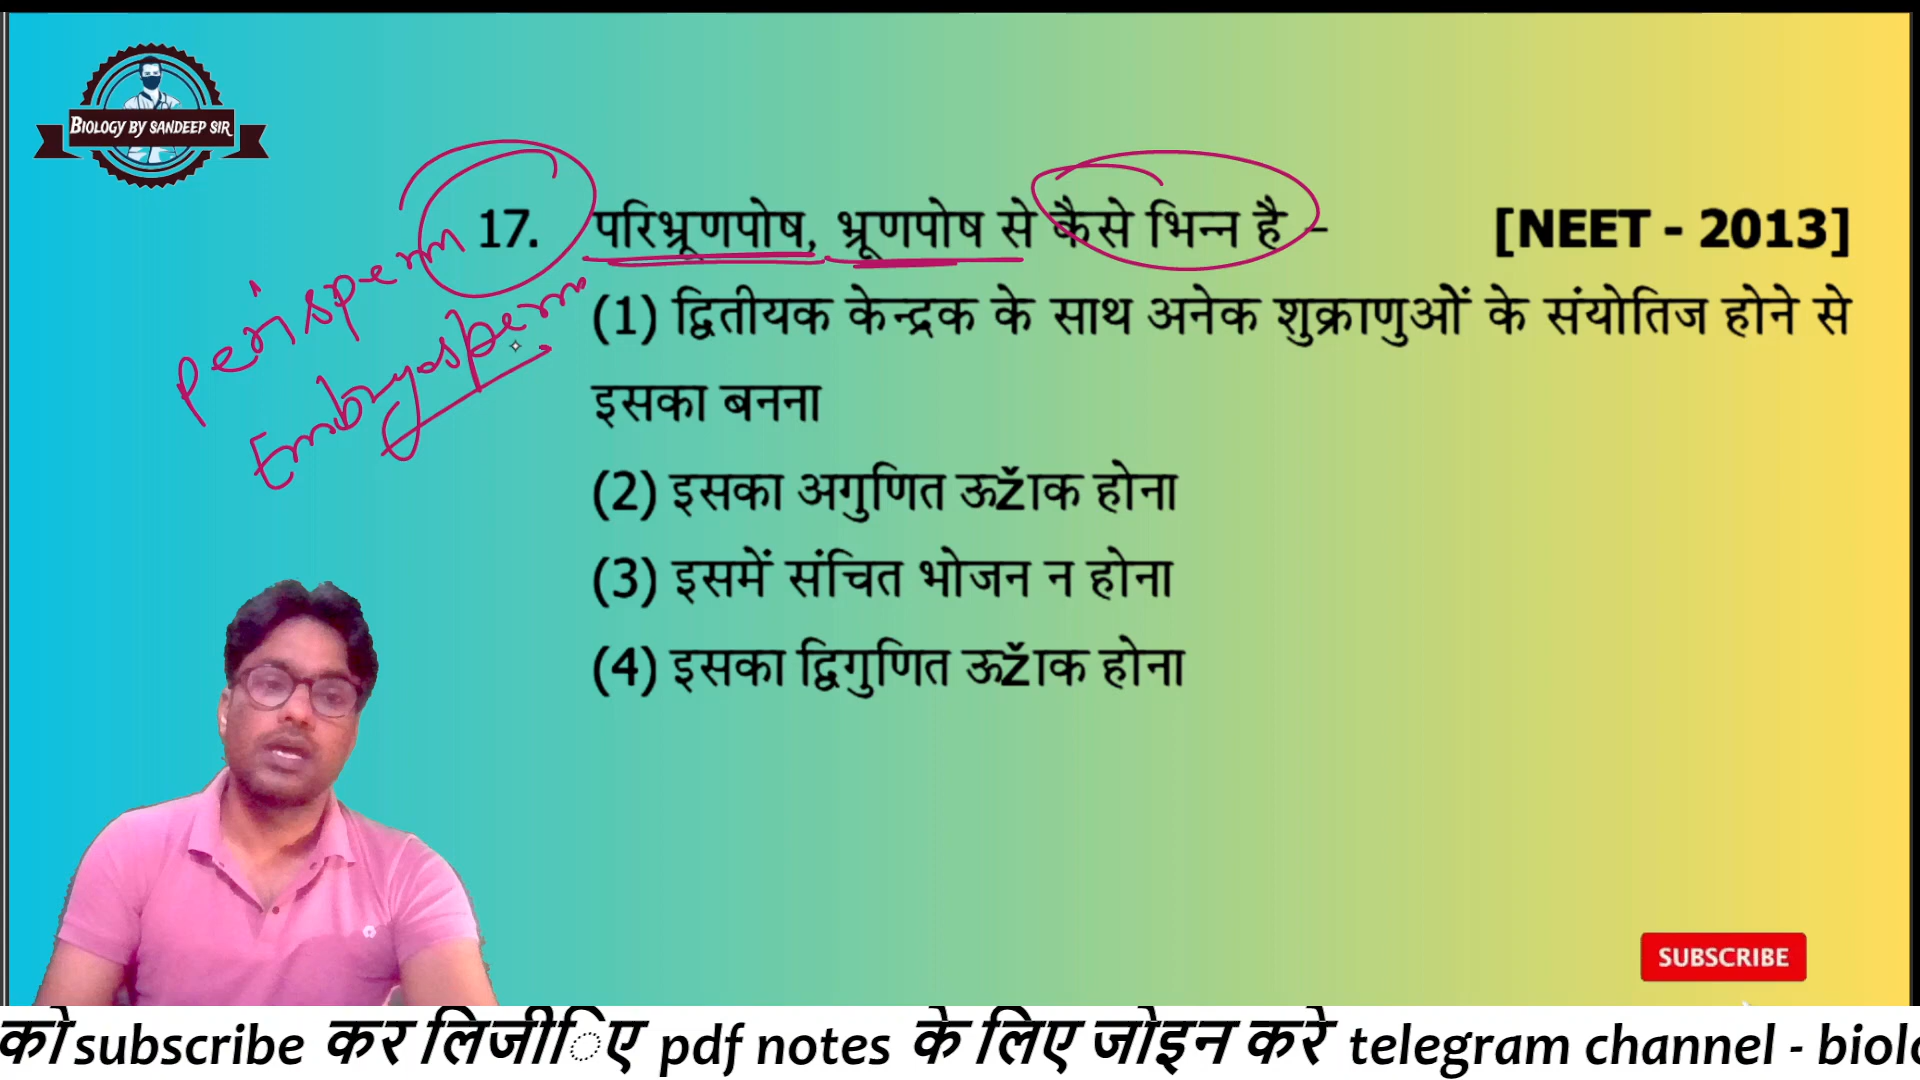 BIOLOGY BY SANDEEP SIR
17. परिभ्रूणपोष, भ्रूणपोष से कैसे भिन्न है – [NEET - 2013]
(1) द्वितीयक केन्द्रक के साथ अनेक शुक्राणुओं के संयोतिज होने से
इसका बनना
(2) इसका अगुणित ऊŽाक होना
(3) इसमें संचित भोजन न होना
(4) इसका द्विगुणित ऊŽाक होना
Perisperm
Embryosperm
SUBSCRIBE
को subscribe कर लिजीिए pdf notes के लिए जोइन करे telegram channel -